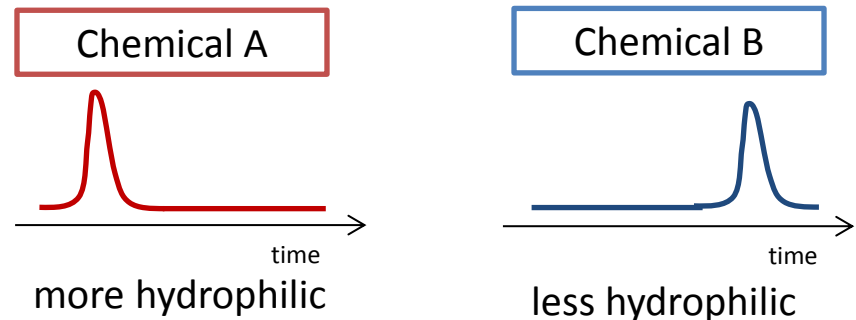 Chemical A
Chemical B
time
time
more hydrophilic
less hydrophilic